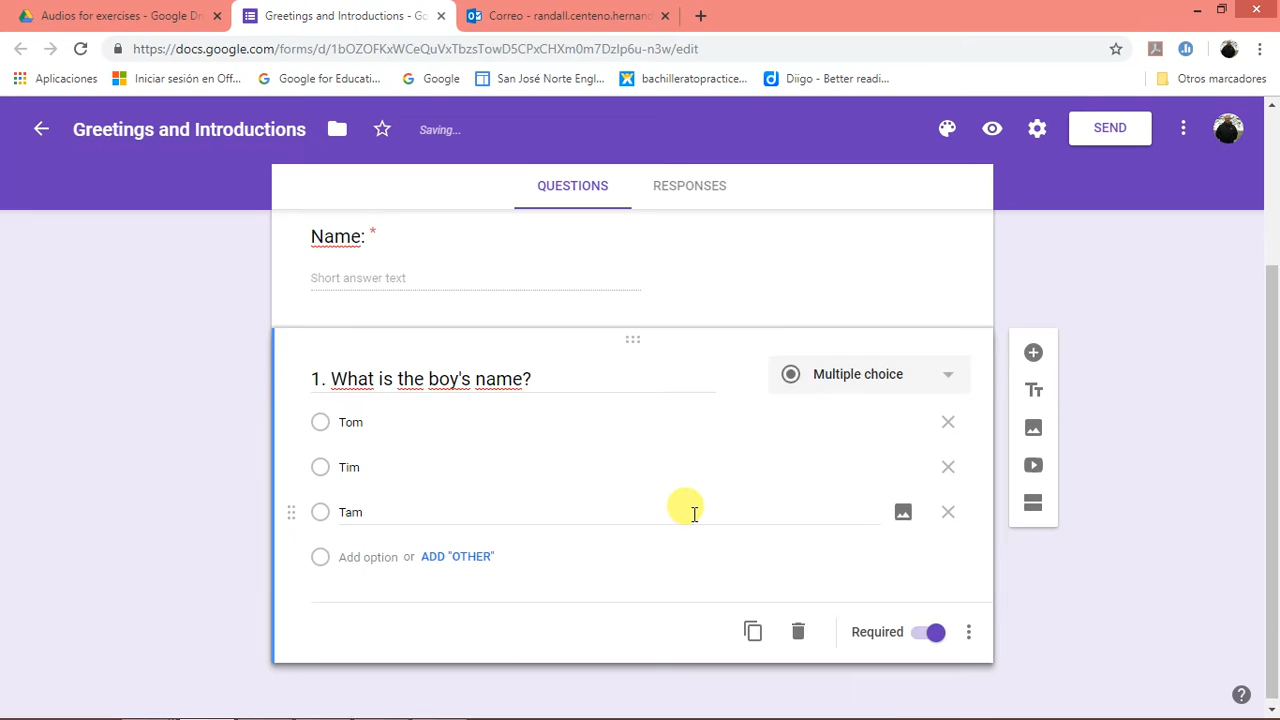 Audios for exercises - Google Dri
Greetings and Introductions - Go
Correo - randall.centeno.hernand
https://docs.google.com/forms/d/1bOZOFKxWCeQuVxTbzsTowD5CPxCHXm0m7DzIp6u-n3w/edit
Aplicaciones
Iniciar sesión en Off...
Google for Educati...
Google
San José Norte Engl...
bachilleratopractice...
Diigo - Better readi...
Otros marcadores
Greetings and Introductions
Saving...
SEND
QUESTIONS
RESPONSES
Name: *
Short answer text
1. What is the boy's name?
Multiple choice
Tom
Tim
Tam
Add option or ADD "OTHER"
Required